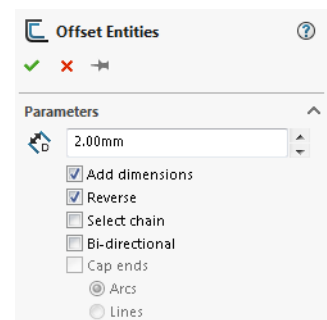 Offset Entities
Parameters
2.00mm
Add dimensions
Reverse
Select chain
Bi-directional
Cap ends
Arcs
Lines